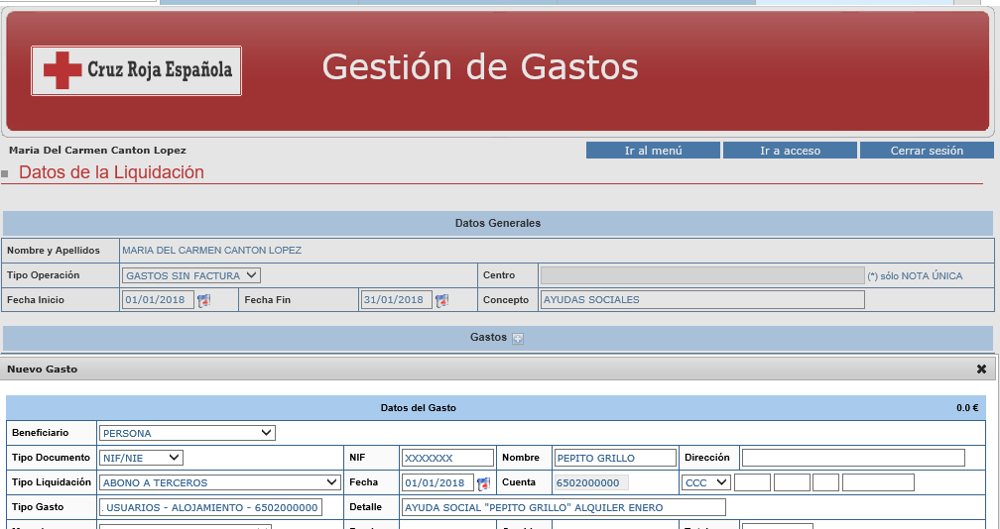 Cruz Roja Española
Gestión de Gastos
Maria Del Carmen Canton Lopez
Ir al menú Ir a acceso Cerrar sesión
Datos de la Liquidación
Datos Generales
Nombre y Apellidos MARIA DEL CARMEN CANTON LOPEZ
Tipo Operación GASTOS SIN FACTURA Centro (*) sólo NOTA ÚNICA
Fecha Inicio 01/01/2018 Fecha Fin 31/01/2018 Concepto AYUDAS SOCIALES
Gastos
Nuevo Gasto
Datos del Gasto 0.0 €
Beneficiario PERSONA
Tipo Documento NIF/NIE NIF XXXXXXX Nombre PEPITO GRILLO Dirección
Tipo Liquidación ABONO A TERCEROS Fecha 01/01/2018 Cuenta 6502000000 CCC
Tipo Gasto . USUARIOS - ALOJAMIENTO - 6502000000 Detalle AYUDA SOCIAL "PEPITO GRILLO" ALQUILER ENERO